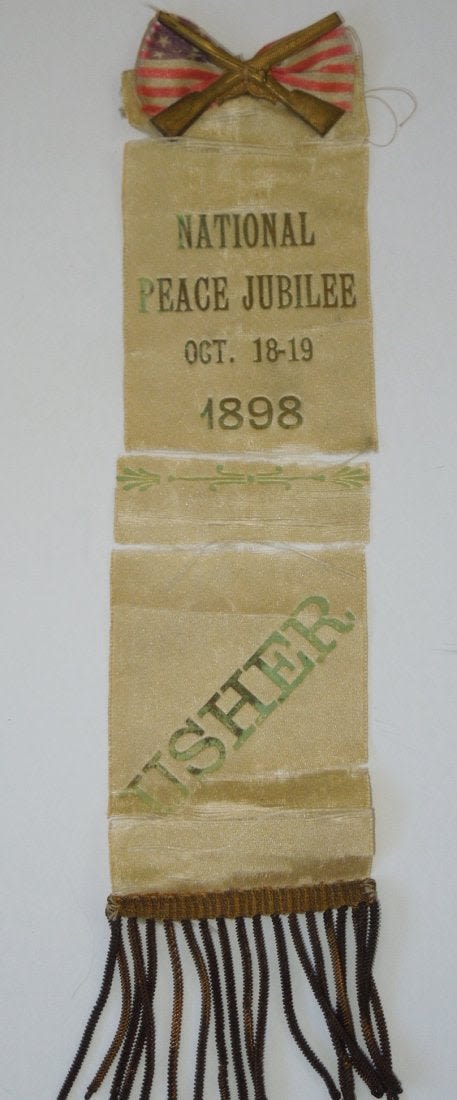 NATIONAL
PEACE JUBILEE
OCT. 18-19
1898
USHER